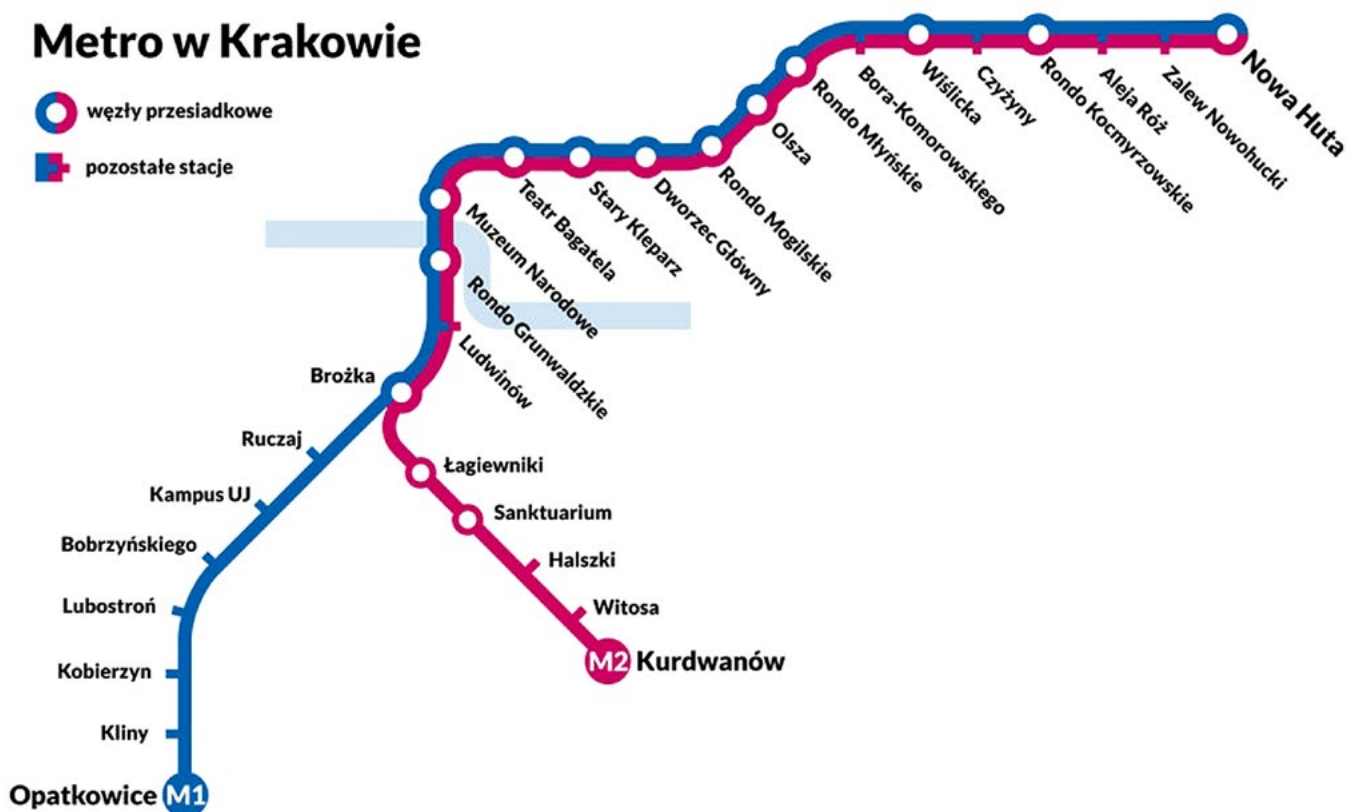 Metro w Krakowie
węzły przesiadkowe
pozostałe stacje
Nowa Huta
Zalew Nowohucki
Aleja Róż
Rondo Kocmyrzowskie
Czyżyny
Wiślicka
Bora-Komorowskiego
Rondo Młyńskie
Olsza
Rondo Mogilskie
Dworzec Główny
Stary Kleparz
Teatr Bagatela
Muzeum Narodowe
Rondo Grunwaldzkie
Ludwinów
Brożka
Ruczaj
Kampus UJ
Bobrzyńskiego
Lubostroń
Kobierzyn
Kliny
Opatkowice M1
Łagiewniki
Sanktuarium
Halszki
Witosa
M2 Kurdwanów